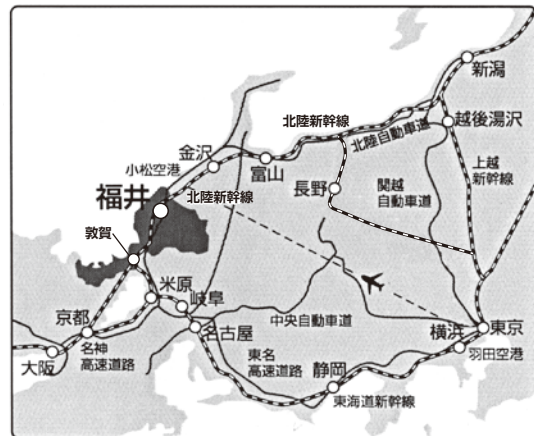 新潟
北陸新幹線
越後湯沢
北陸自動車道
金沢
小松空港
富山
上越
新幹線
福井
北陸新幹線
長野
関越
自動車道
敦賀
米原
岐阜
京都
名古屋
中央自動車道
横浜
東京
大阪
名神
高速道路
東名
高速道路
静岡
羽田空港
東海道新幹線